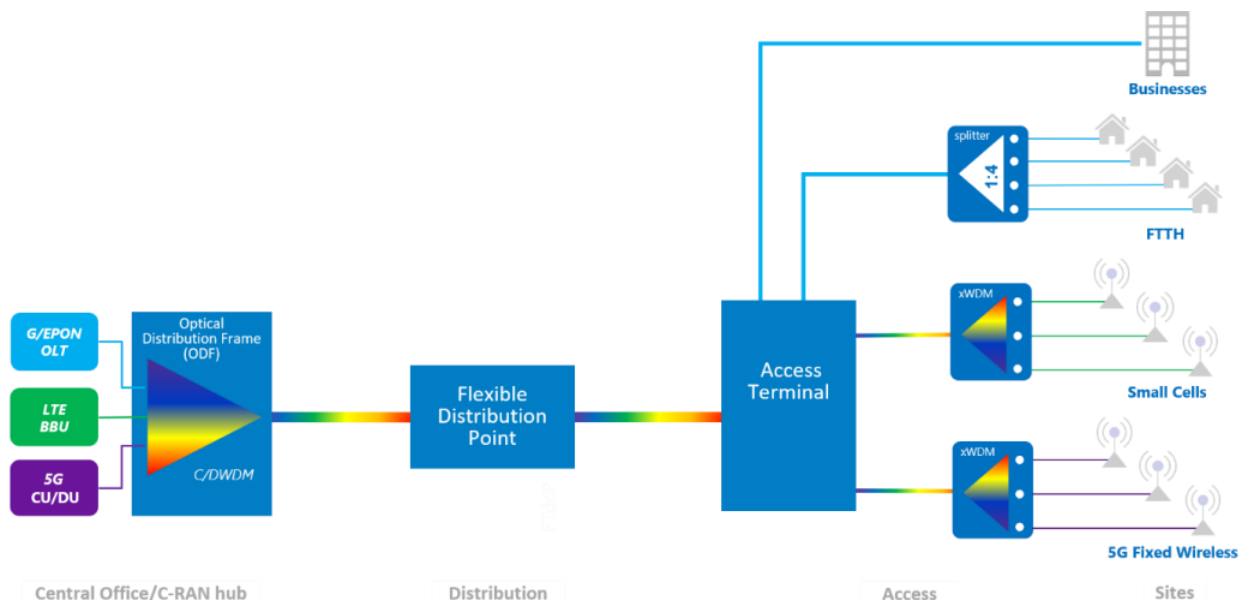 Businesses
splitter
1:4
FTTH
xWDM
Small Cells
xWDM
5G Fixed Wireless
G/EPON
OLT
LTE
BBU
5G
CU/DU
Optical
Distribution Frame
(ODF)
C/DWDM
Flexible
Distribution
Point
Access
Terminal
Central Office/C-RAN hub
Distribution
Access
Sites